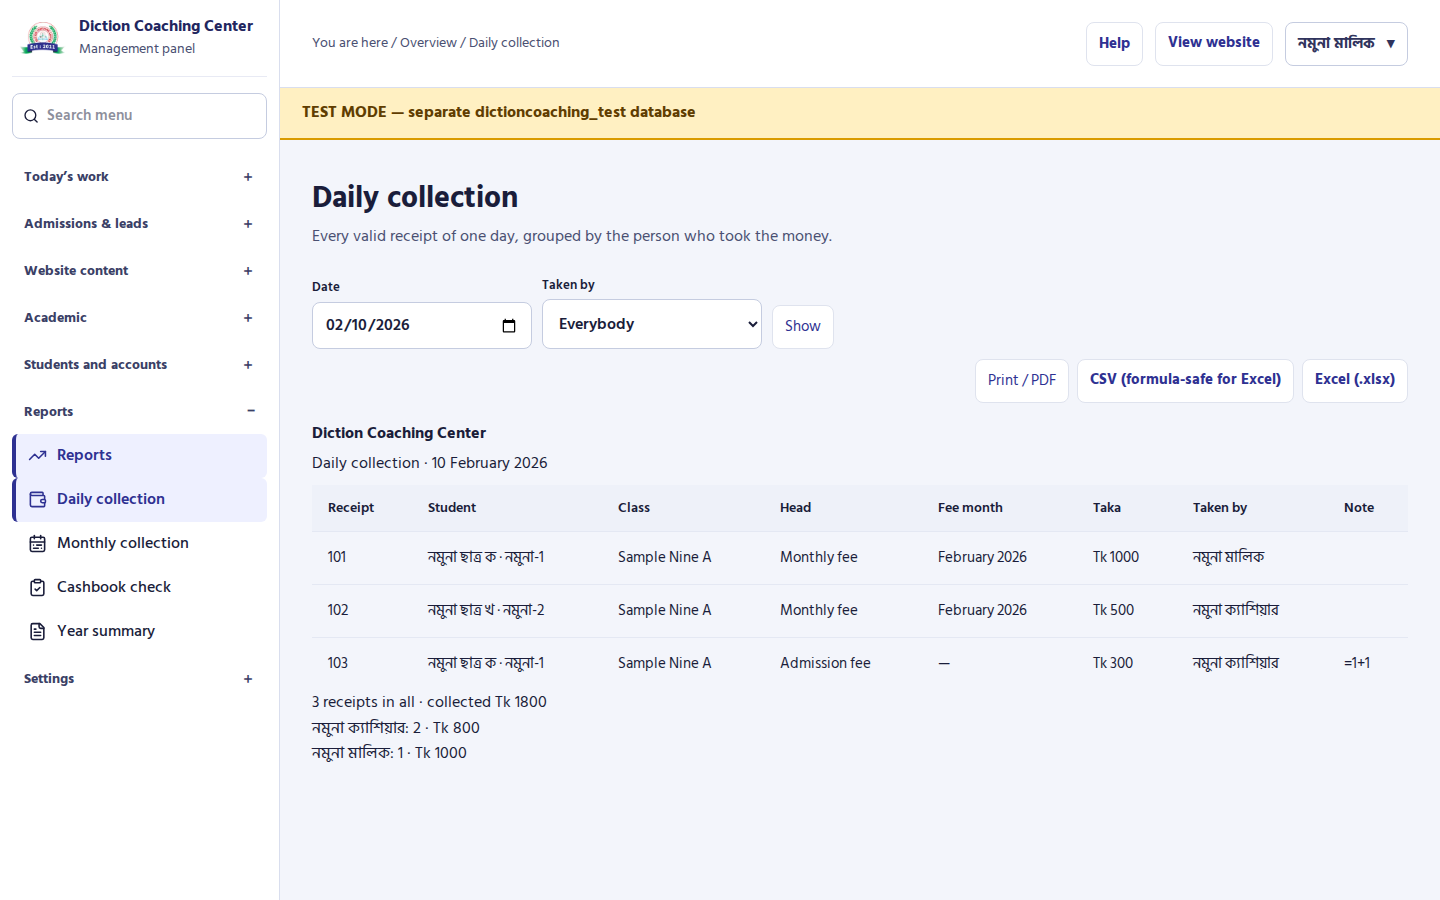 Diction Coaching Center
Management panel
Est : 2011
Search menu
Today's work +
Admissions & leads +
Website content +
Academic +
Students and accounts +
Reports −
Reports
Daily collection
Monthly collection
Cashbook check
Year summary
Settings +
You are here / Overview / Daily collection
Help
View website
নমুনা মালিক ▼
TEST MODE — separate dictioncoaching_test database
Daily collection
Every valid receipt of one day, grouped by the person who took the money.
Date
Taken by
02/10/2026
Everybody
Show
Print / PDF
CSV (formula-safe for Excel)
Excel (.xlsx)
Diction Coaching Center
Daily collection · 10 February 2026
Receipt Student Class Head Fee month Taka Taken by Note
101 নমুনা ছাত্র ক · নমুনা-1 Sample Nine A Monthly fee February 2026 Tk 1000 নমুনা মালিক
102 নমুনা ছাত্র খ · নমুনা-2 Sample Nine A Monthly fee February 2026 Tk 500 নমুনা ক্যাশিয়ার
103 নমুনা ছাত্র ক · নমুনা-1 Sample Nine A Admission fee — Tk 300 নমুনা ক্যাশিয়ার =1+1
3 receipts in all · collected Tk 1800
নমুনা ক্যাশিয়ার: 2 · Tk 800
নমুনা মালিক: 1 · Tk 1000